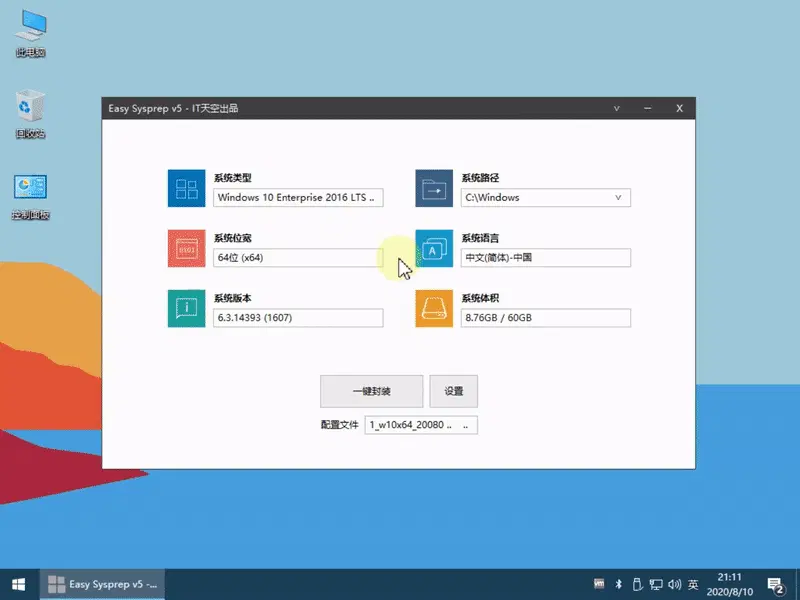 此电脑
回收站
控制面板
Easy Sysprep v5 - IT天空出品
系统类型
Windows 10 Enterprise 2016 LTS ..
系统路径
C:\Windows
系统位宽
64位 (x64)
系统语言
中文(简体)-中国
系统版本
6.3.14393 (1607)
系统体积
8.76GB / 60GB
一键封装
设置
配置文件
1_w10x64_20080 .. ..
Easy Sysprep v5 -...
英
21:11
2020/8/10
2